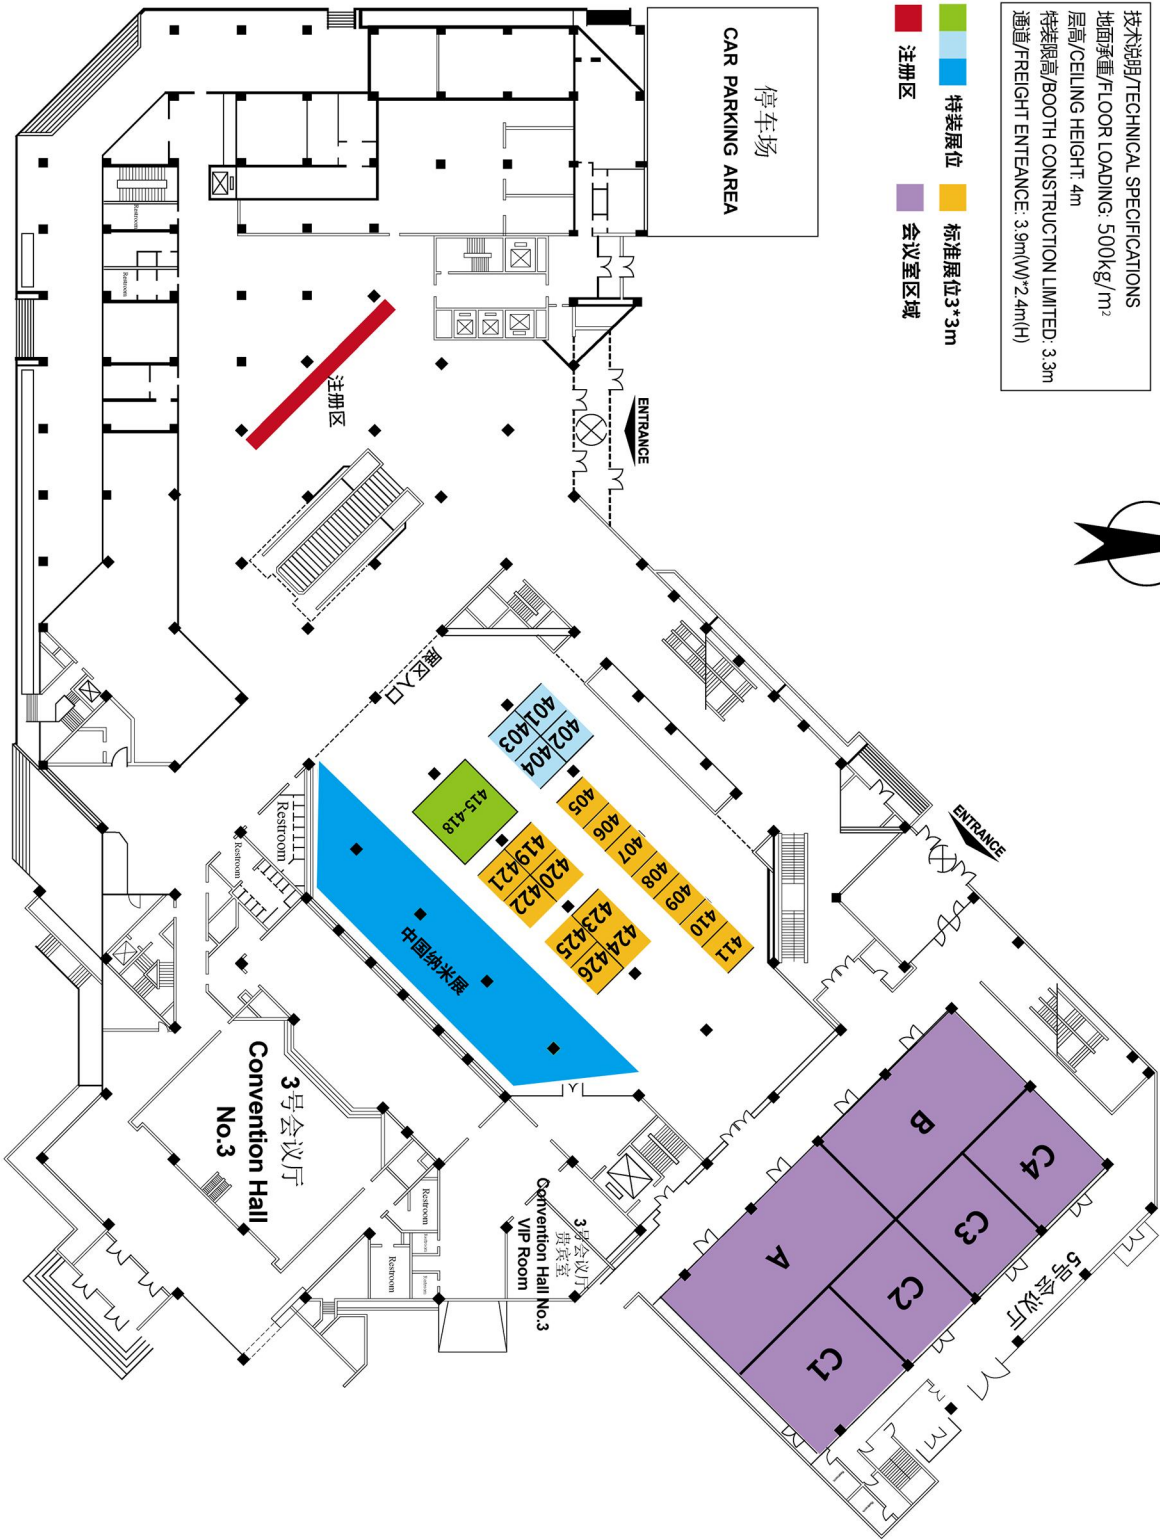 技术说明/TECHNICAL SPECIFICATIONS
地面承重/FLOOR LOADING: 500kg/m²
层高/CEILING HEIGHT: 4m
特装限高/BOOTH CONSTRUCTION LIMITED: 3.3m
通道/FREIGHT ENTEANCE: 3.9m(W)*2.4m(H)
特装展位
标准展位3*3m
注册区
会议室区域
停车场
CAR PARKING AREA
ENTRANCE
注册区
Restroom
Restroom
展区入口
401
403
402
404
405
406
407
408
409
410
411
415-418
419
421
420
422
423
425
424
426
中国纳米展
ENTRANCE
Restroom
Restroom
3号会议厅
Convention Hall
No.3
Restroom
Restroom
3号会议厅
贵宾室
Convention Hall No.3
VIP Room
B
A
C4
C3
C2
C1
5号会议厅